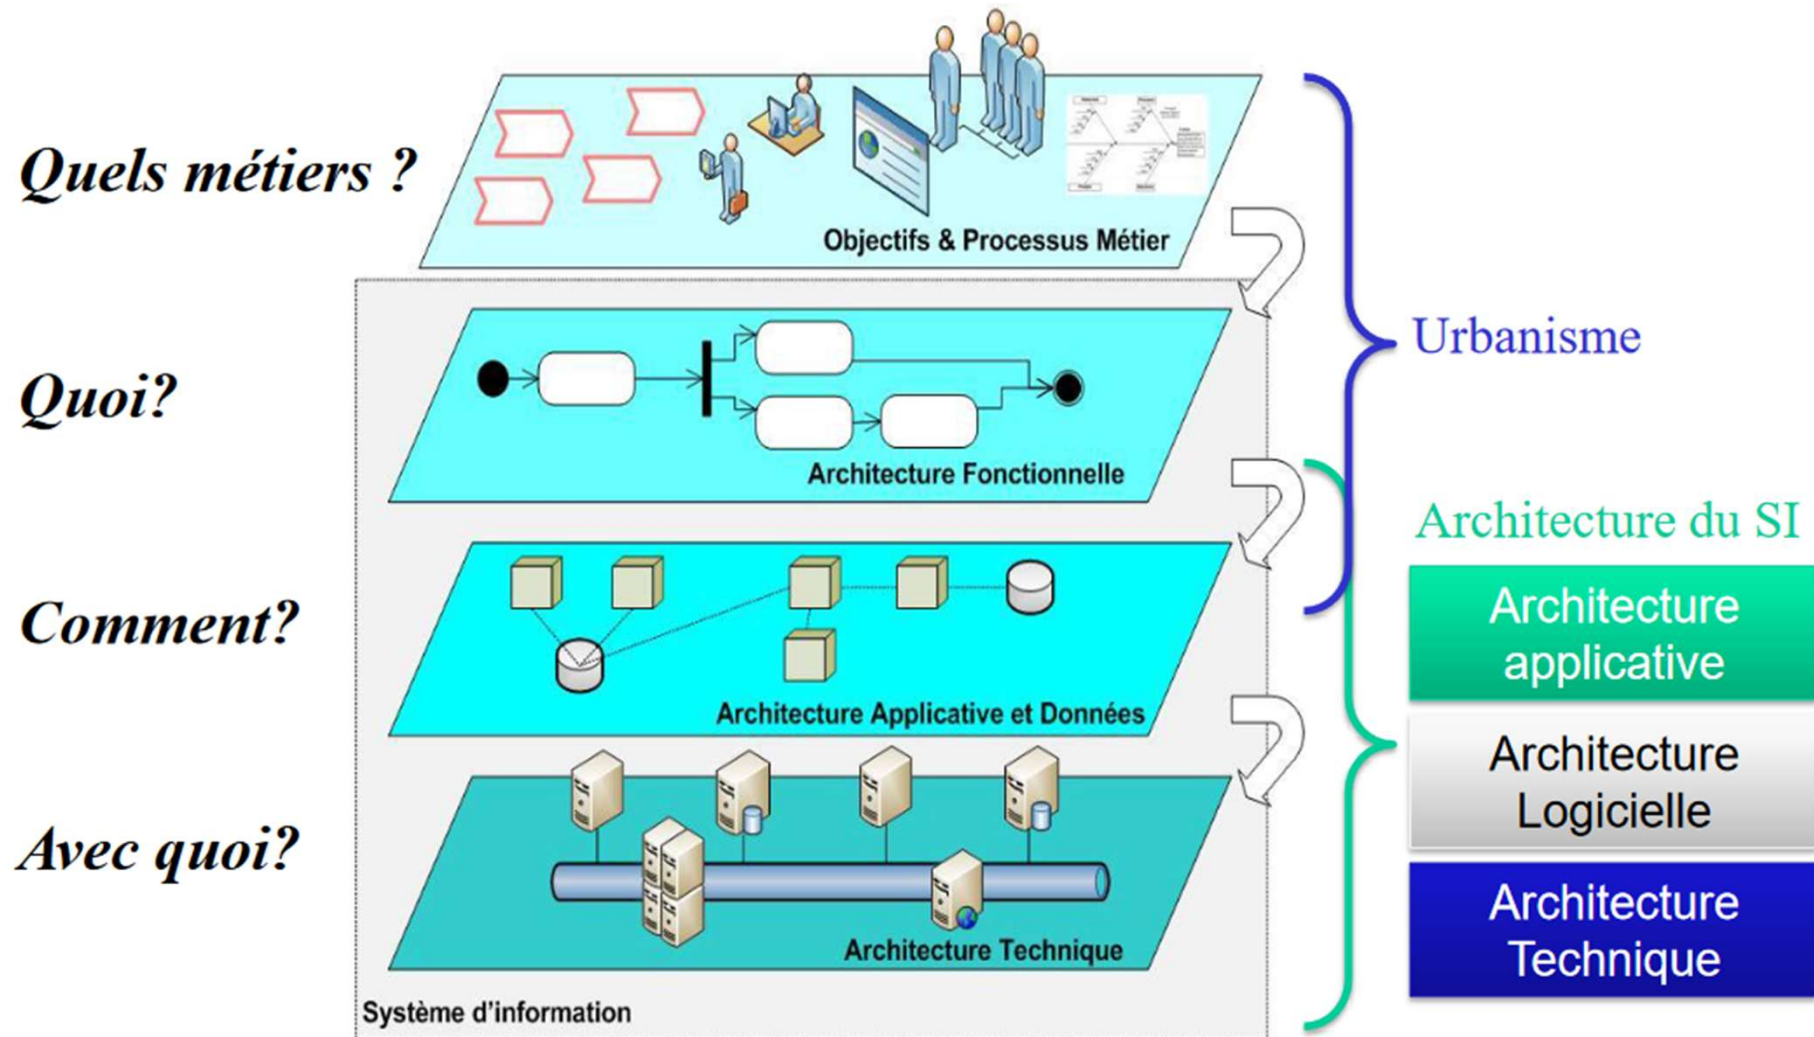 Quels métiers ?
Objectifs & Processus Métier
Urbanisme
Quoi?
Architecture Fonctionnelle
Architecture du SI
Comment?
Architecture Applicative et Données
Architecture
applicative
Architecture
Logicielle
Avec quoi?
Architecture Technique
Architecture
Technique
Système d'information